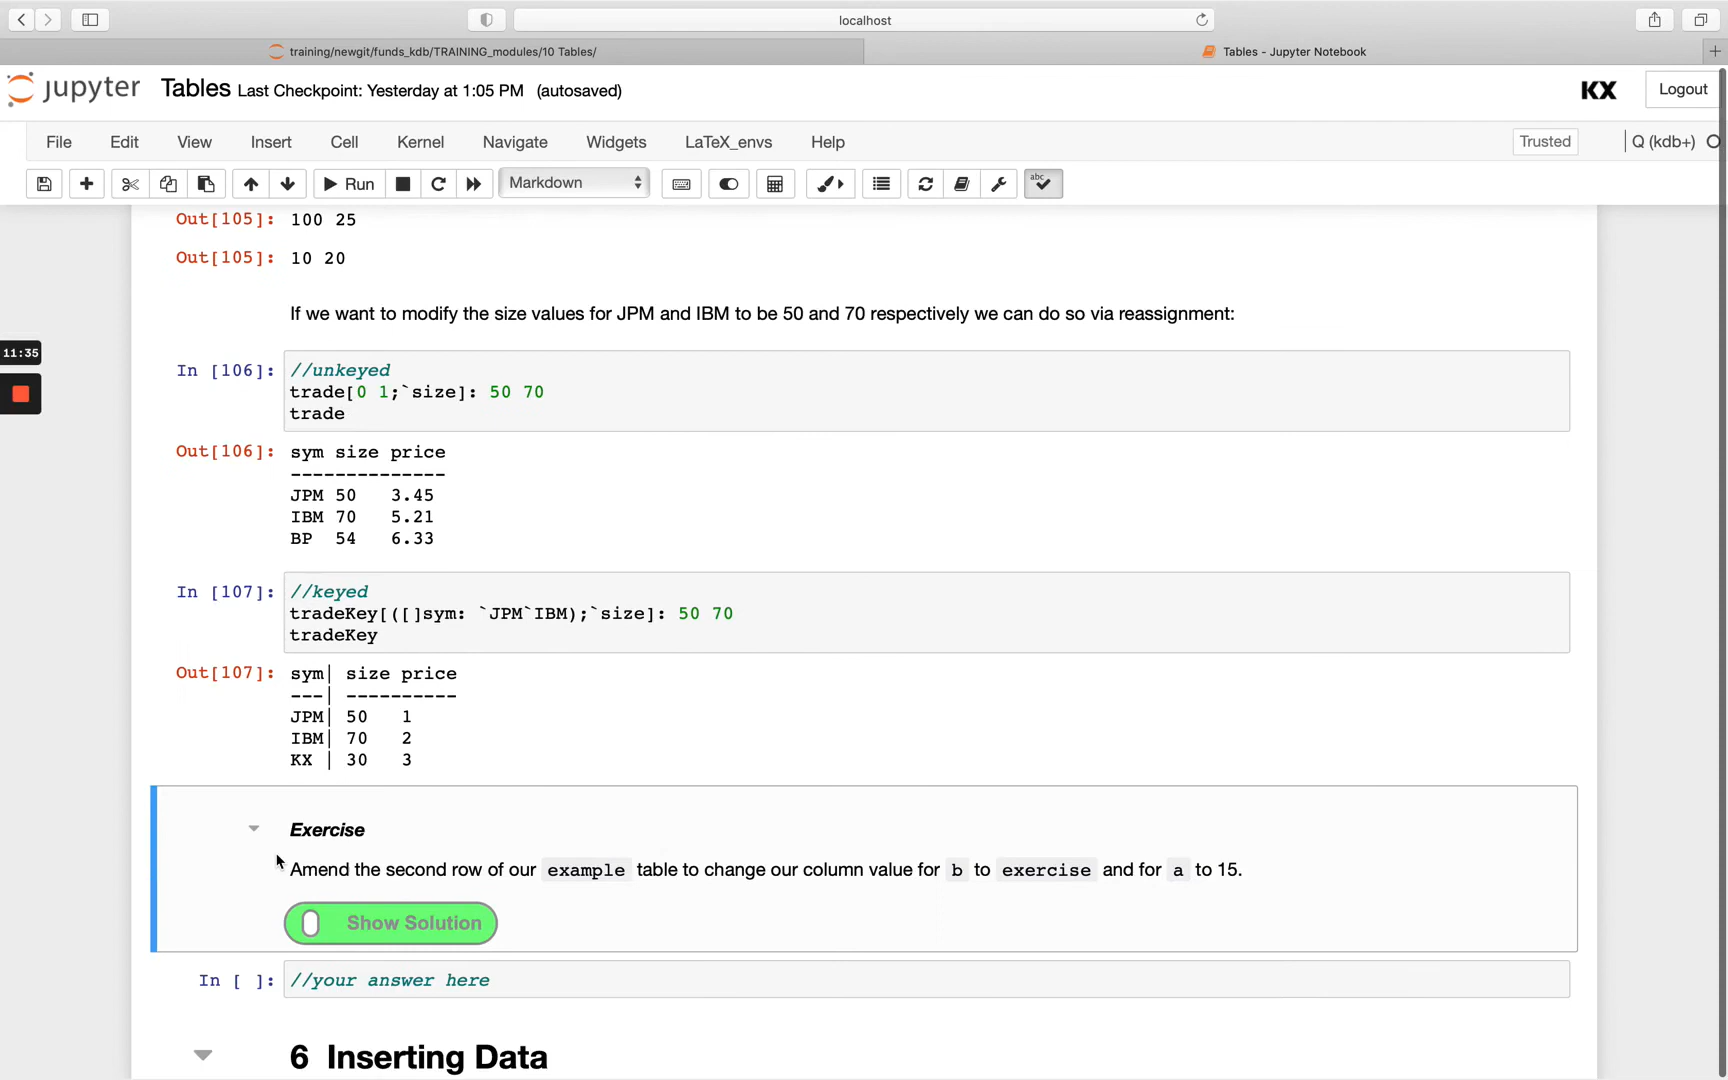 localhost
training/newgit/funds_kdb/TRAINING_modules/10 Tables/
Tables - Jupyter Notebook
jupyter Tables Last Checkpoint: Yesterday at 1:05 PM (autosaved)
KX
Logout
File Edit View Insert Cell Kernel Navigate Widgets LaTeX_envs Help
Trusted
Q (kdb+)
Run
Markdown
abc
Out[105]: 100 25
Out[105]: 10 20
If we want to modify the size values for JPM and IBM to be 50 and 70 respectively we can do so via reassignment:
11:35
In [106]: //unkeyed
trade[0 1;`size]: 50 70
trade
Out[106]: sym size price
--------------
JPM 50 3.45
IBM 70 5.21
BP 54 6.33
In [107]: //keyed
tradeKey[([]sym: `JPM`IBM);`size]: 50 70
tradeKey
Out[107]: sym| size price
---| ----------
JPM| 50 1
IBM| 70 2
KX | 30 3
Exercise
Amend the second row of our example table to change our column value for b to exercise and for a to 15.
Show Solution
In [ ]: //your answer here
6 Inserting Data